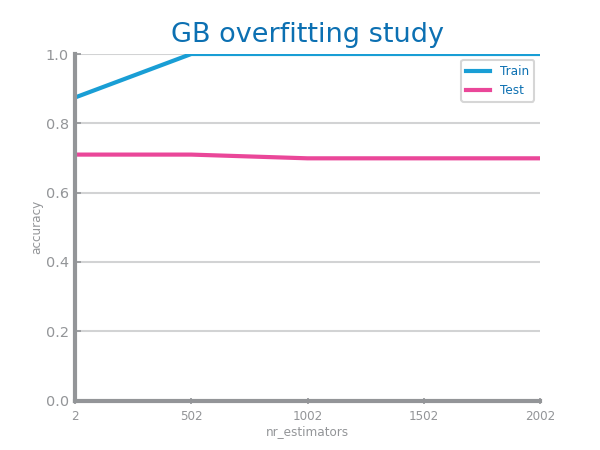 GB overfitting study
1.0
0.8
0.6
0.4
0.2
0.0
accuracy
Train
Test
2 502 1002 1502 2002
nr_estimators